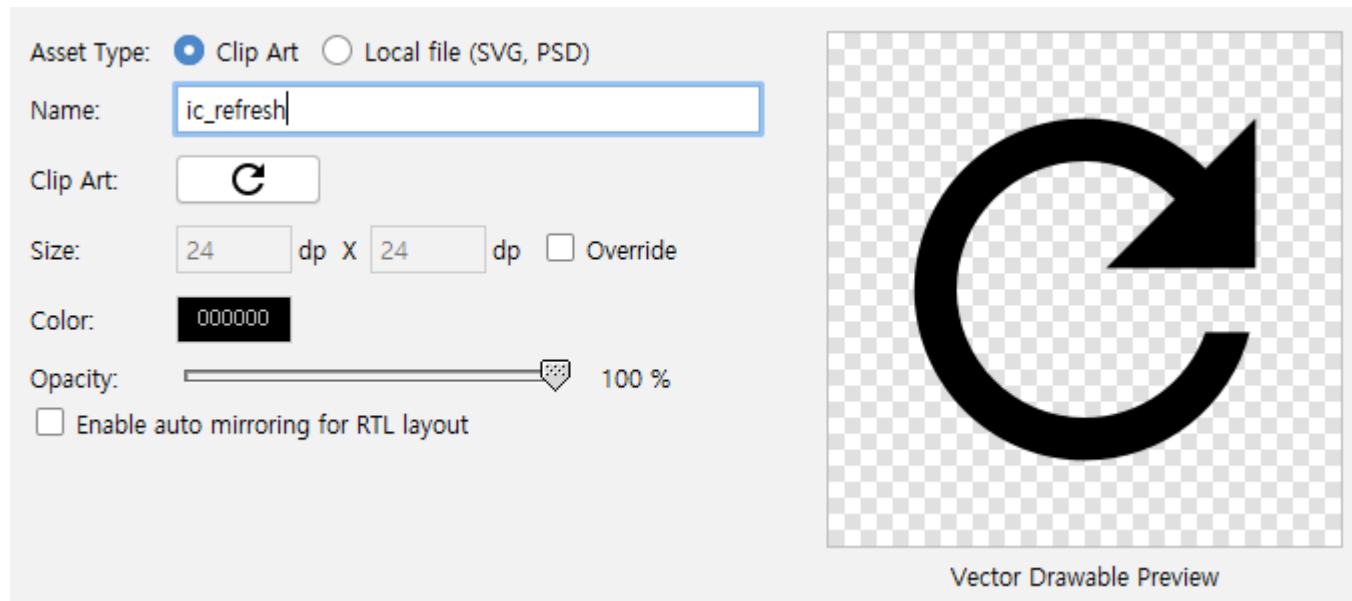 Asset Type: Clip Art Local file (SVG, PSD)
Name: ic_refresh
Clip Art:
Size: 24 dp X 24 dp Override
Color: 000000
Opacity: 100 %
Enable auto mirroring for RTL layout
Vector Drawable Preview